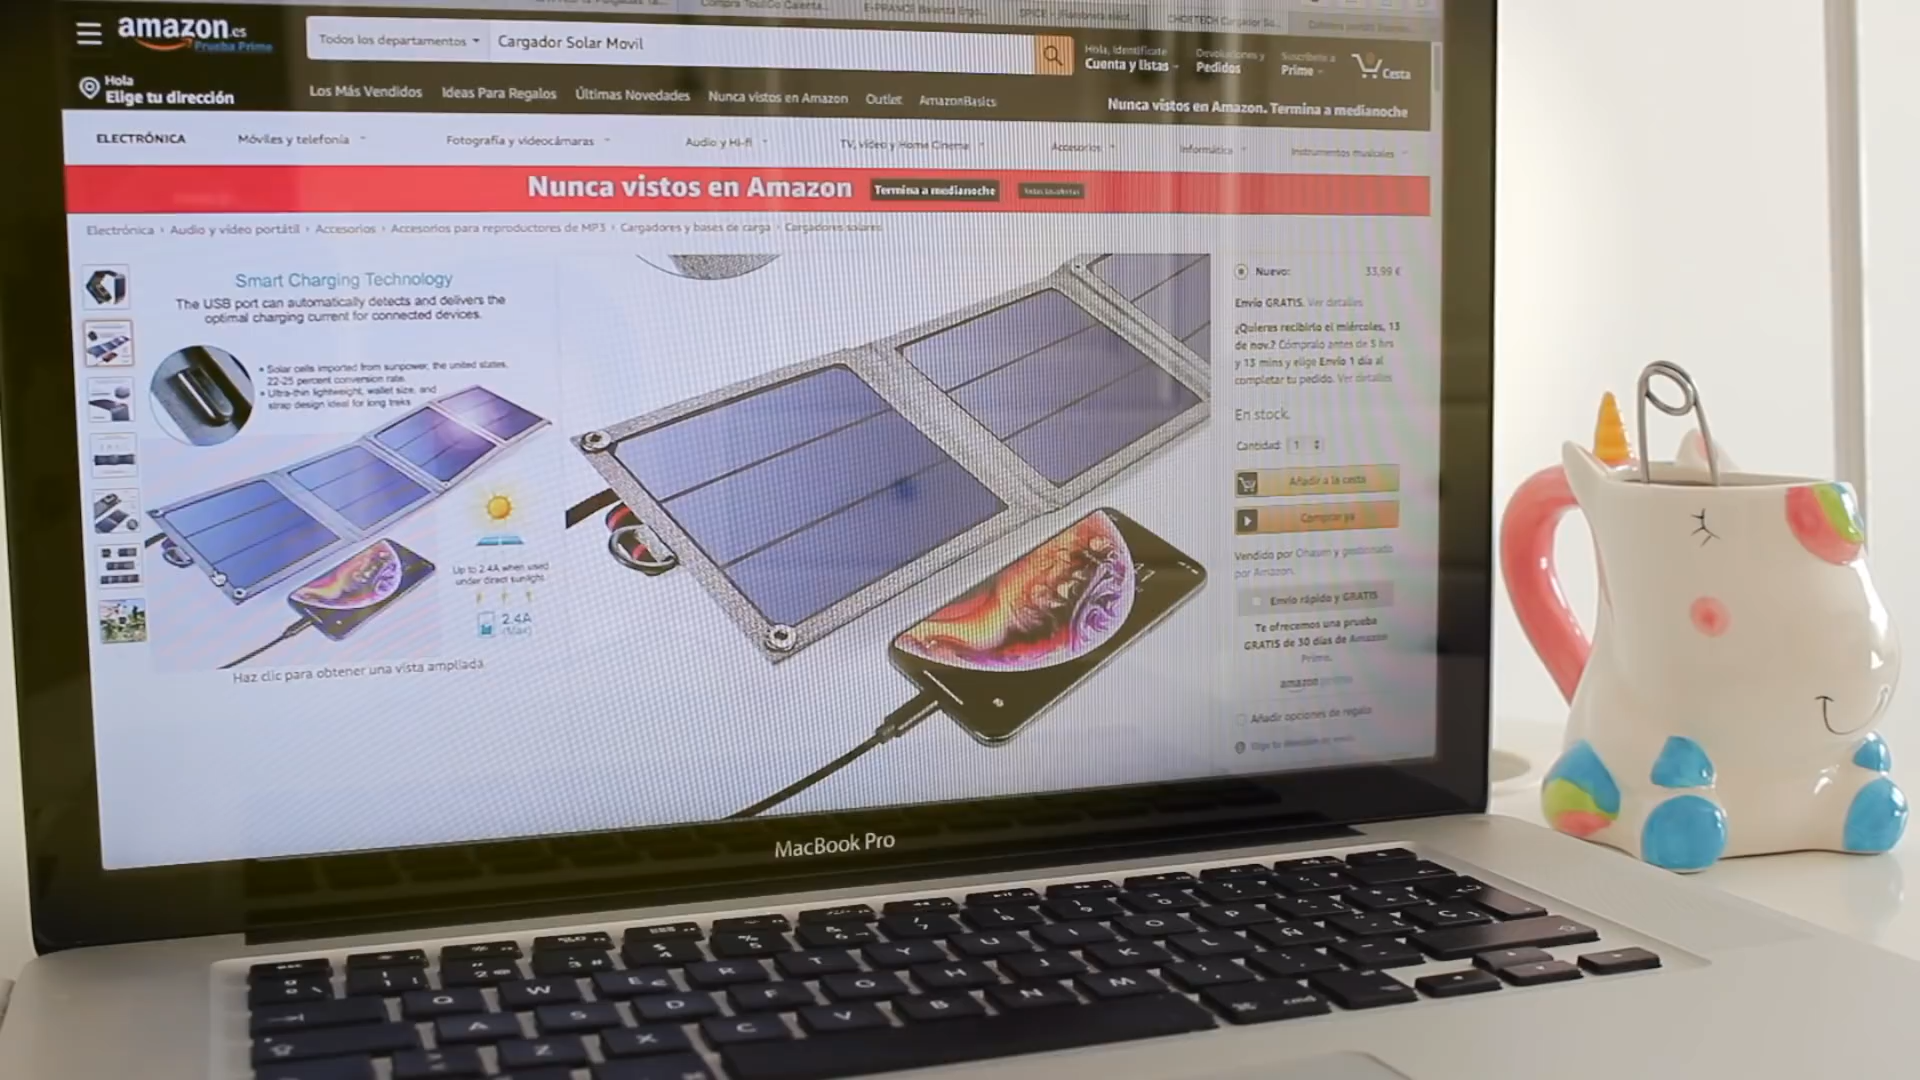 amazon.es
Prueba Prime
Todos los departamentos
Cargador Solar Movil
Hola, Identifícate
Cuenta y listas
Devoluciones y
Pedidos
Suscríbete a
Prime
Cesta
Hola
Elige tu dirección
Los Más Vendidos
Ideas Para Regalos
Últimas Novedades
Nunca vistos en Amazon
Outlet
AmazonBasics
Nunca vistos en Amazon. Termina a medianoche
ELECTRÓNICA
Móviles y telefonía
Fotografía y videocámaras
Audio y Hi-fi
TV, vídeo y Home Cinema
Accesorios
Informática
Instrumentos musicales
Nunca vistos en Amazon
Termina a medianoche
Electrónica › Audio y vídeo portátil › Accesorios › Accesorios para reproductores de MP3 › Cargadores y bases de carga › Cargadores solares
Smart Charging Technology
The USB port can automatically detects and delivers the
optimal charging current for connected devices.
• Solar cells imported from sunpower, the united states,
22-25 percent conversion rate.
• Ultra-thin lightweight, wallet size, and
strap design ideal for long treks
Up to 2.4A when used
under direct sunlight.
2.4A
(Max)
Haz clic para obtener una vista ampliada
Nuevo:
33,99 €
Envío GRATIS. Ver detalles
¿Quieres recibirlo el miércoles, 13
de nov.? Cómpralo antes de 5 hrs
y 13 mins y elige Envío 1 día al
completar tu pedido. Ver detalles
En stock.
Cantidad: 1
Añadir a la cesta
Comprar ya
Vendido por Chaum y gestionado
por Amazon.
Envío rápido y GRATIS
Te ofrecemos una prueba
GRATIS de 30 días de Amazon
Prime.
amazon prime
Añadir opciones de regalo
MacBook Pro
Q W E R T Y U I O P
A S D F G H J K L Ñ
Z X C V B N M
cmd